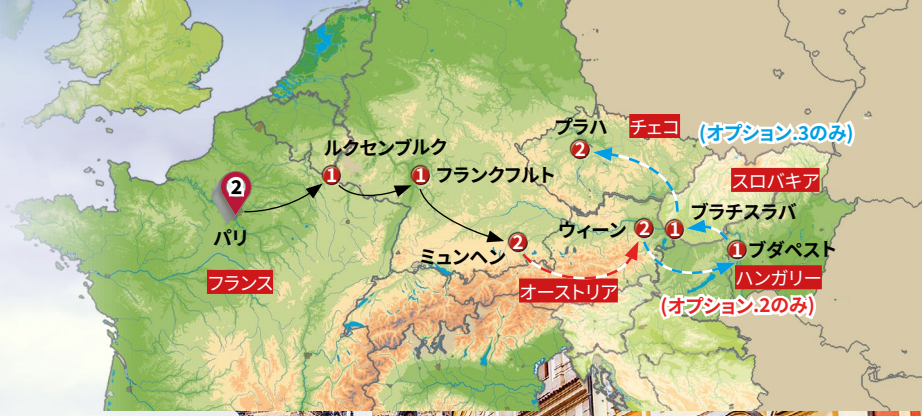 プラハ
2
チェコ
(オプション.3のみ)
ルクセンブルク
1
1
フランクフルト
スロバキア
2
パリ
ブラチスラバ
ウィーン
2
1
ミュンヘン
2
1
ブダペスト
フランス
オーストリア
ハンガリー
(オプション.2のみ)